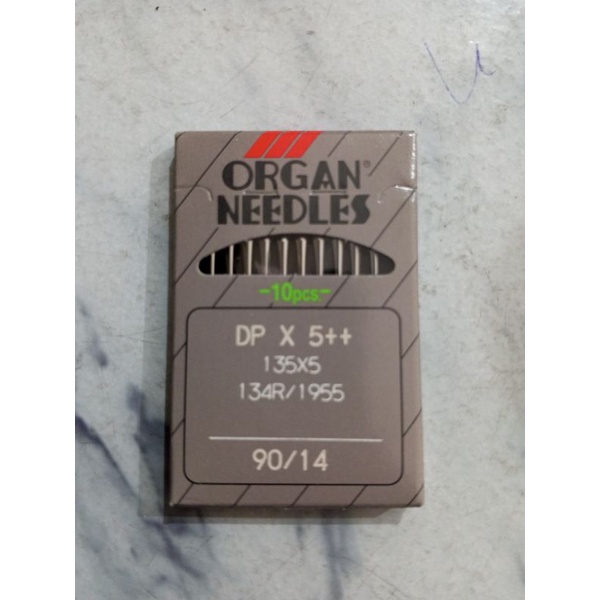 ORGAN®
NEEDLES
-10pcs.-
DP X 5++
135X5
134R/1955
90/14